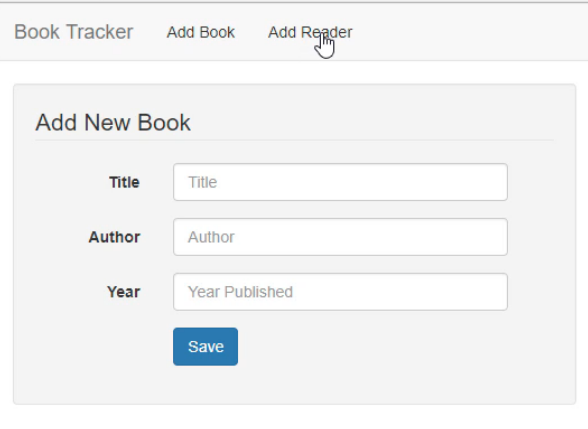 Book Tracker Add Book Add Reader
Add New Book
Title Title
Author Author
Year Year Published
Save